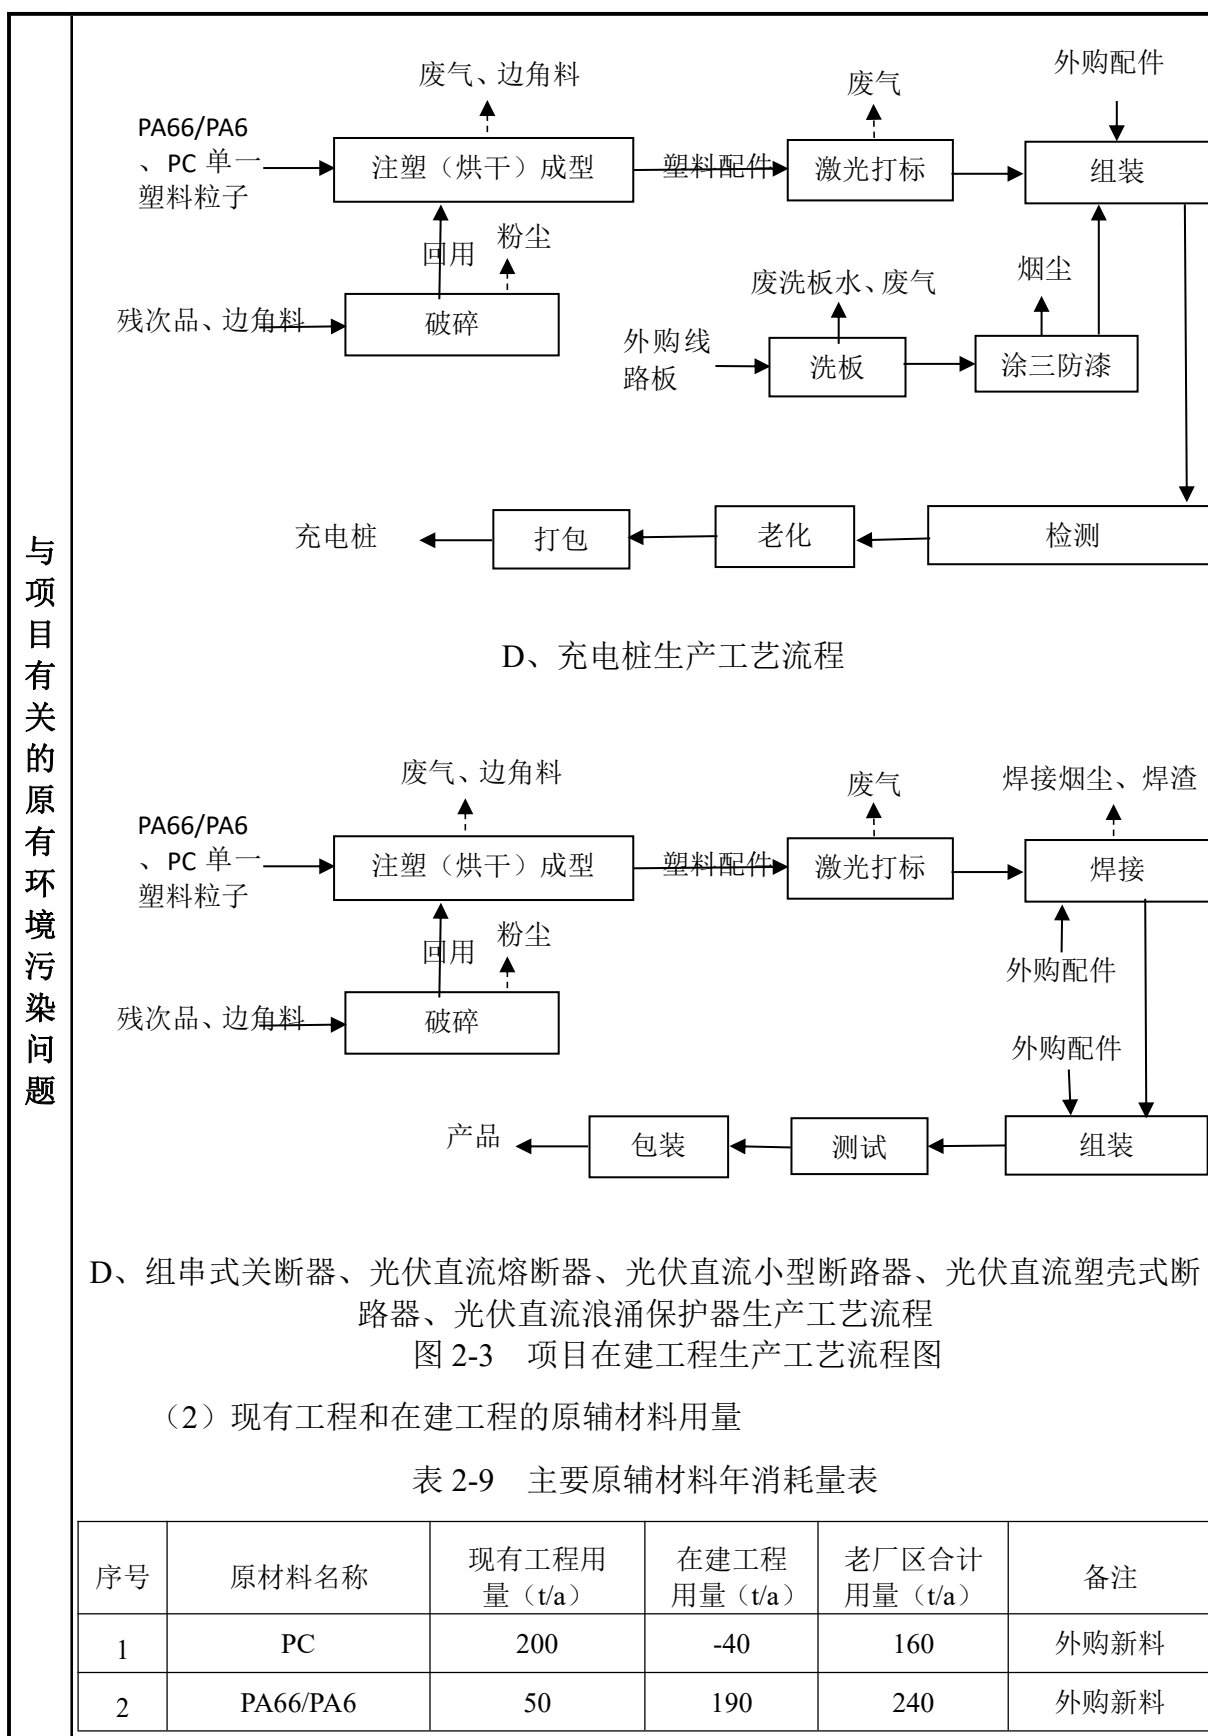 与项目有关的原有环境污染问题
废气、边角料
废气
外购配件
PA66/PA6
、PC 单一
塑料粒子
注塑（烘干）成型
塑料配件
激光打标
组装
回用
粉尘
残次品、边角料
破碎
废洗板水、废气
烟尘
外购线
路板
洗板
涂三防漆
充电桩
打包
老化
检测
D、充电桩生产工艺流程
废气、边角料
废气
焊接烟尘、焊渣
PA66/PA6
、PC 单一
塑料粒子
注塑（烘干）成型
塑料配件
激光打标
焊接
回用
粉尘
外购配件
残次品、边角料
破碎
外购配件
产品
包装
测试
组装
D、组串式关断器、光伏直流熔断器、光伏直流小型断路器、光伏直流塑壳式断
路器、光伏直流浪涌保护器生产工艺流程
图 2-3 项目在建工程生产工艺流程图
（2）现有工程和在建工程的原辅材料用量
表 2-9 主要原辅材料年消耗量表
序号 原材料名称 现有工程用量（t/a） 在建工程用量（t/a） 老厂区合计用量（t/a） 备注
1 PC 200 -40 160 外购新料
2 PA66/PA6 50 190 240 外购新料